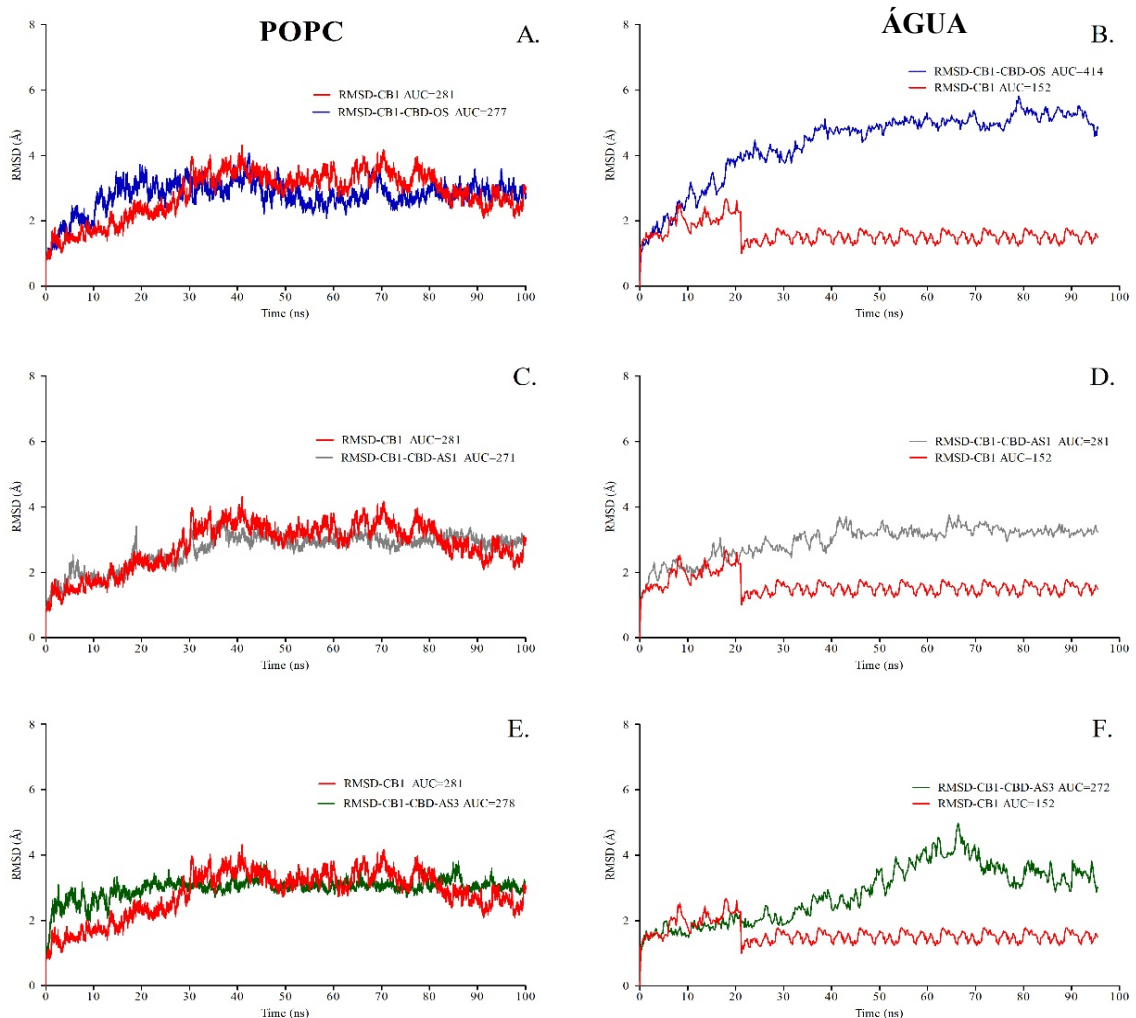 POPC
ÁGUA
A.
RMSD-CB1 AUC=281
RMSD-CB1-CBD-OS AUC=277
8
6
4
2
0
RMSD (Å)
0 10 20 30 40 50 60 70 80 90 100
Time (ns)
B.
RMSD-CB1-CBD-OS AUC=414
RMSD-CB1 AUC=152
8
6
4
2
0
RMSD (Å)
0 10 20 30 40 50 60 70 80 90 100
Time (ns)
C.
RMSD-CB1 AUC=281
RMSD-CB1-CBD-AS1 AUC=271
8
6
4
2
0
RMSD (Å)
0 10 20 30 40 50 60 70 80 90 100
Time (ns)
D.
RMSD-CB1-CBD-AS1 AUC=281
RMSD-CB1 AUC=152
8
6
4
2
0
RMSD (Å)
0 10 20 30 40 50 60 70 80 90 100
Time (ns)
E.
RMSD-CB1 AUC=281
RMSD-CB1-CBD-AS3 AUC=278
8
6
4
2
0
RMSD (Å)
0 10 20 30 40 50 60 70 80 90 100
Time (ns)
F.
RMSD-CB1-CBD-AS3 AUC=272
RMSD-CB1 AUC=152
8
6
4
2
0
RMSD (Å)
0 10 20 30 40 50 60 70 80 90 100
Time (ns)